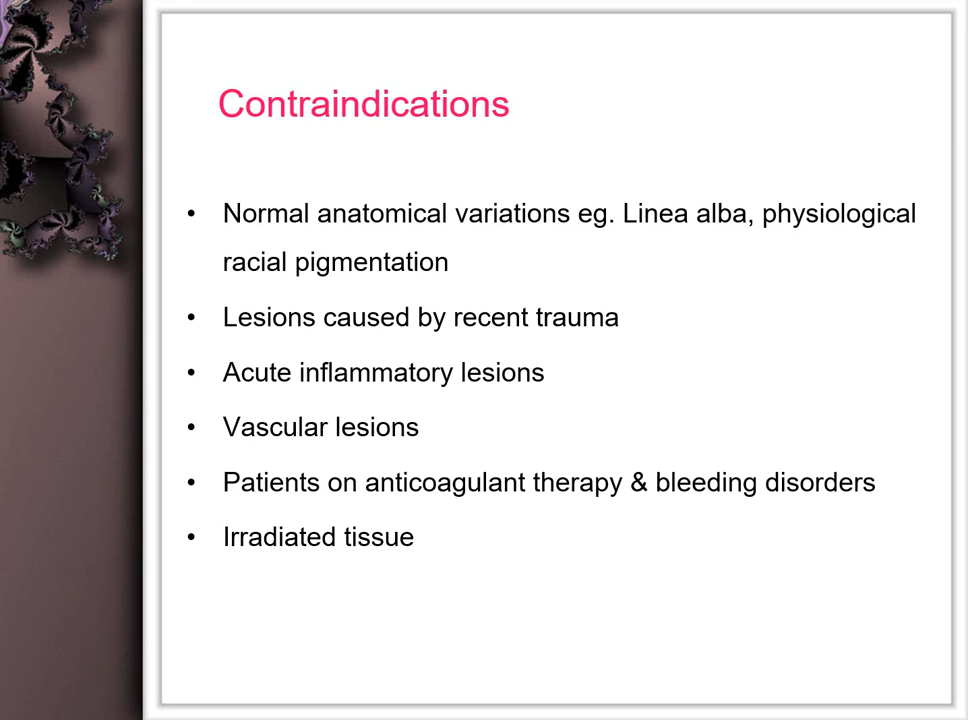 Contraindications
• Normal anatomical variations eg. Linea alba, physiological
racial pigmentation
• Lesions caused by recent trauma
• Acute inflammatory lesions
• Vascular lesions
• Patients on anticoagulant therapy & bleeding disorders
• Irradiated tissue